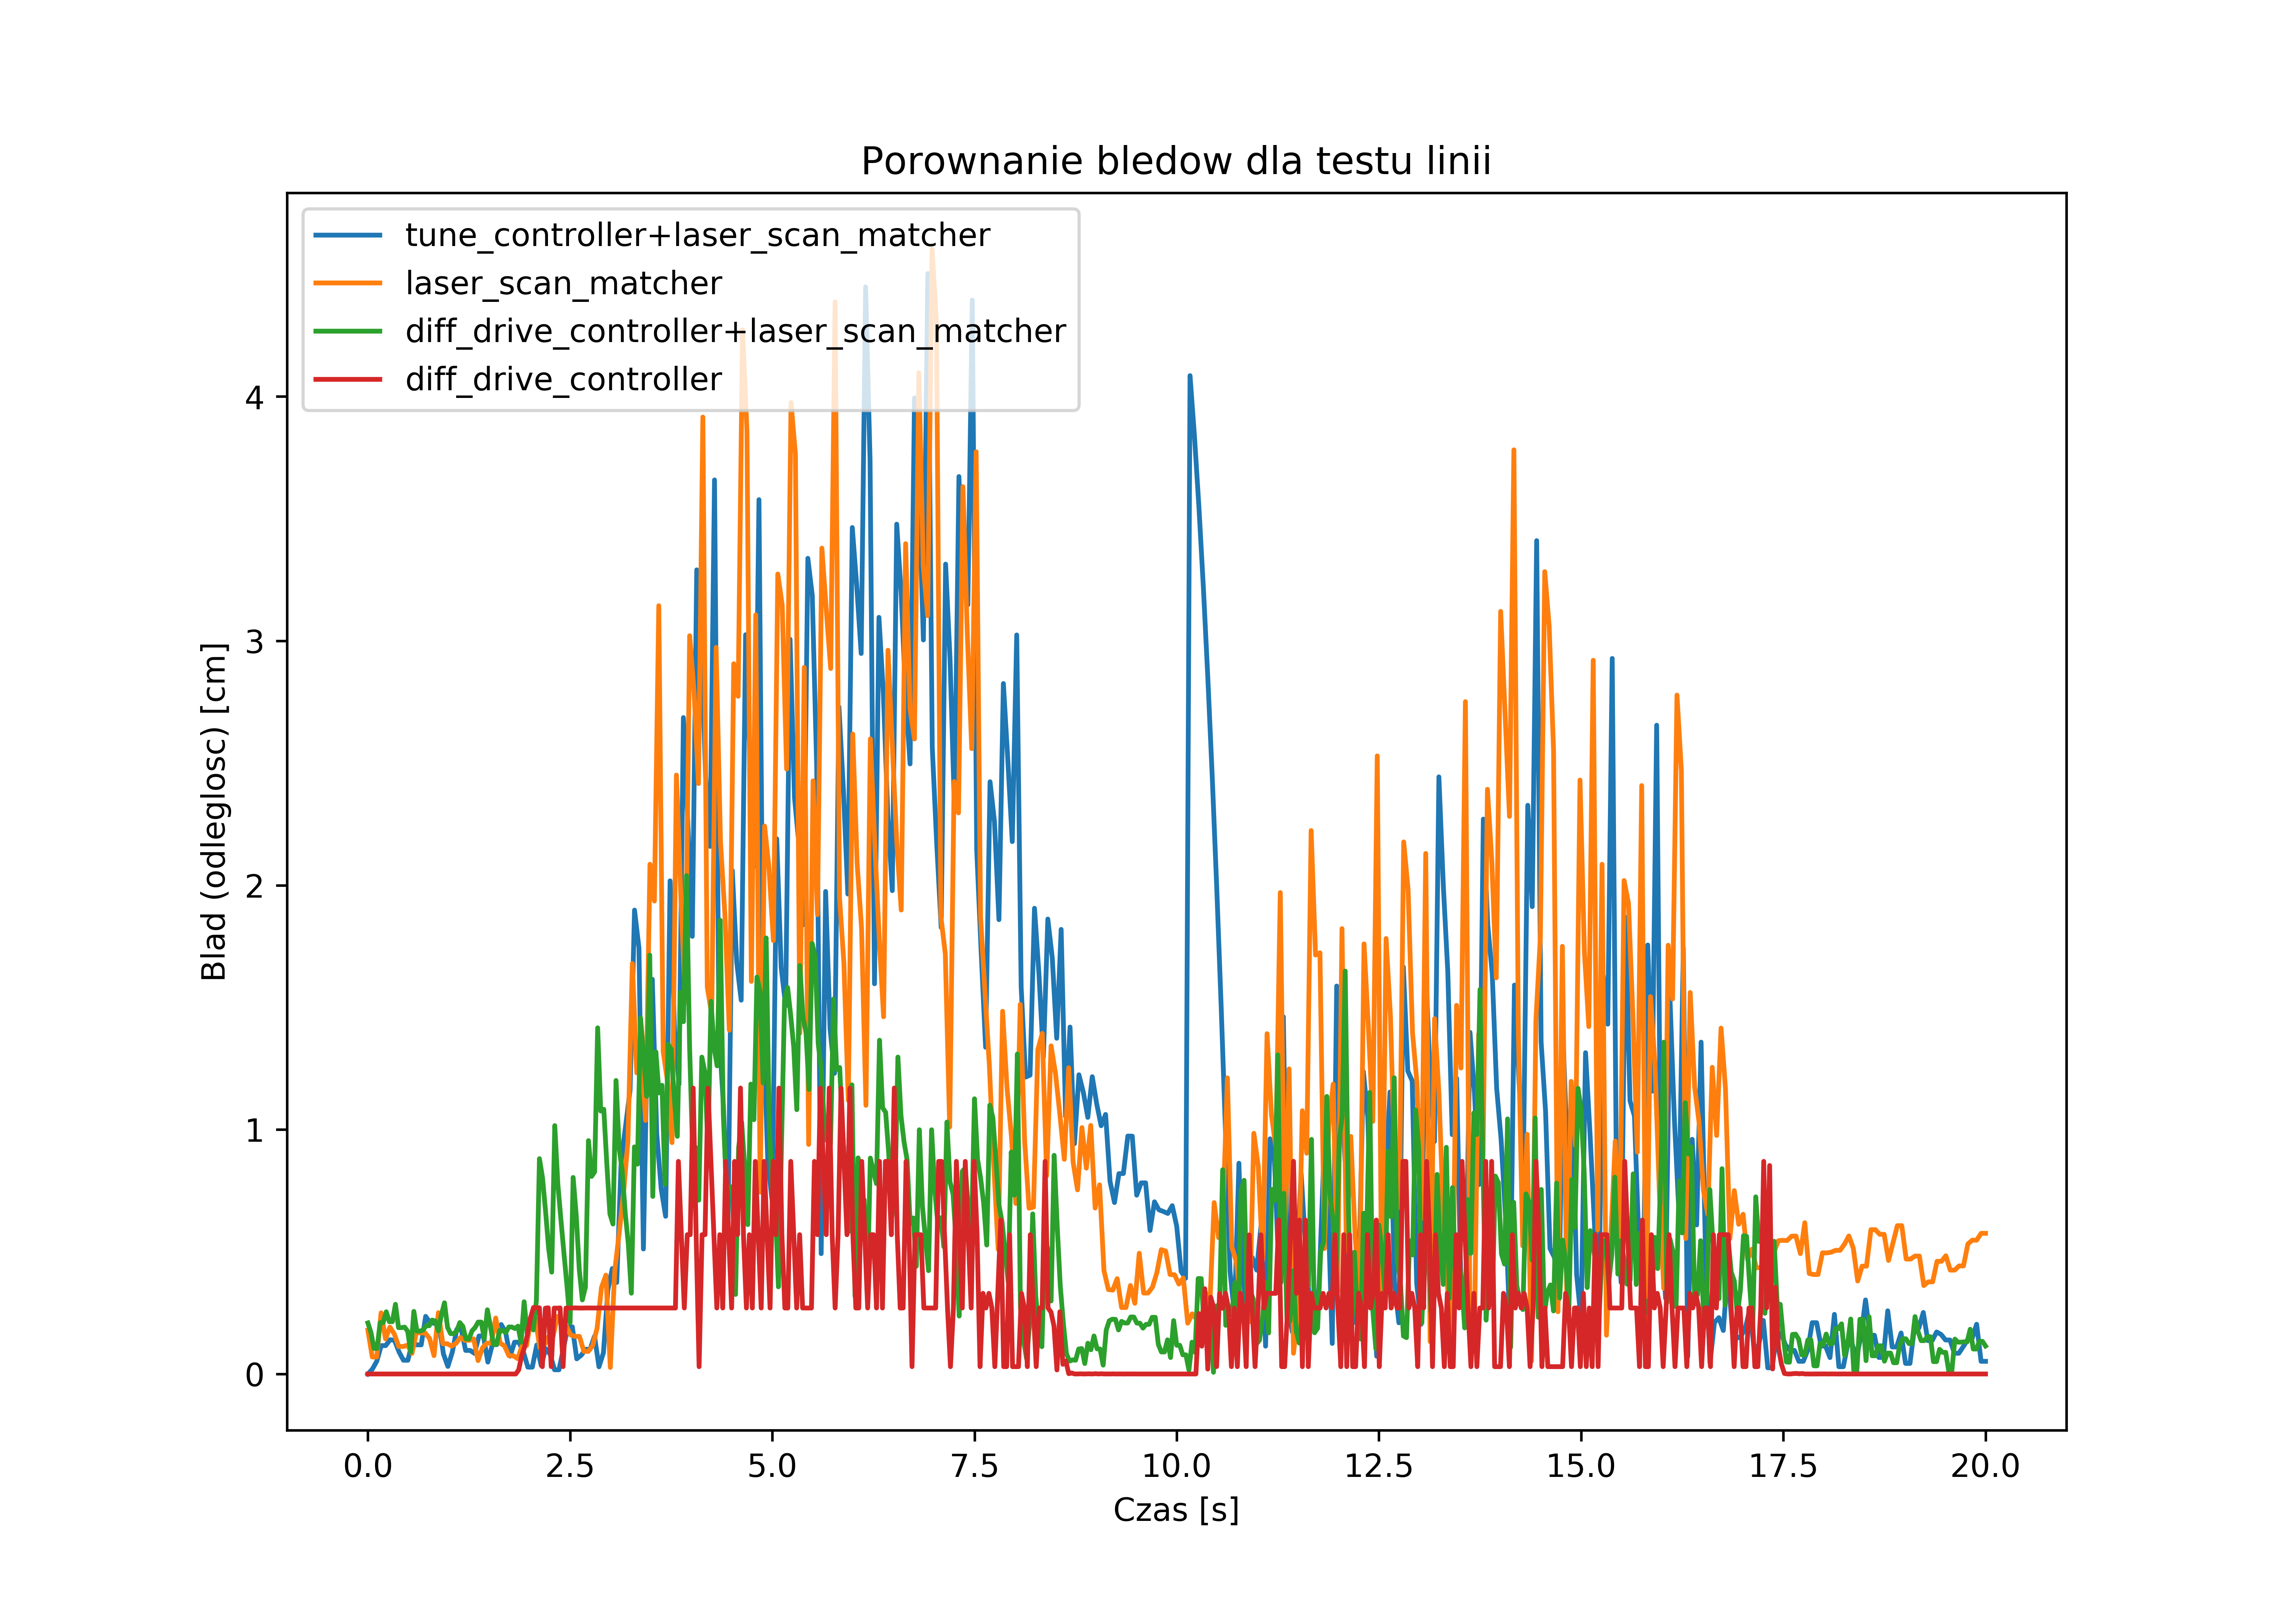 Porownanie bledow dla testu linii
tune_controller+laser_scan_matcher
laser_scan_matcher
diff_drive_controller+laser_scan_matcher
diff_drive_controller
Blad (odleglosc) [cm]
4
3
2
1
0
0.0 2.5 5.0 7.5 10.0 12.5 15.0 17.5 20.0
Czas [s]